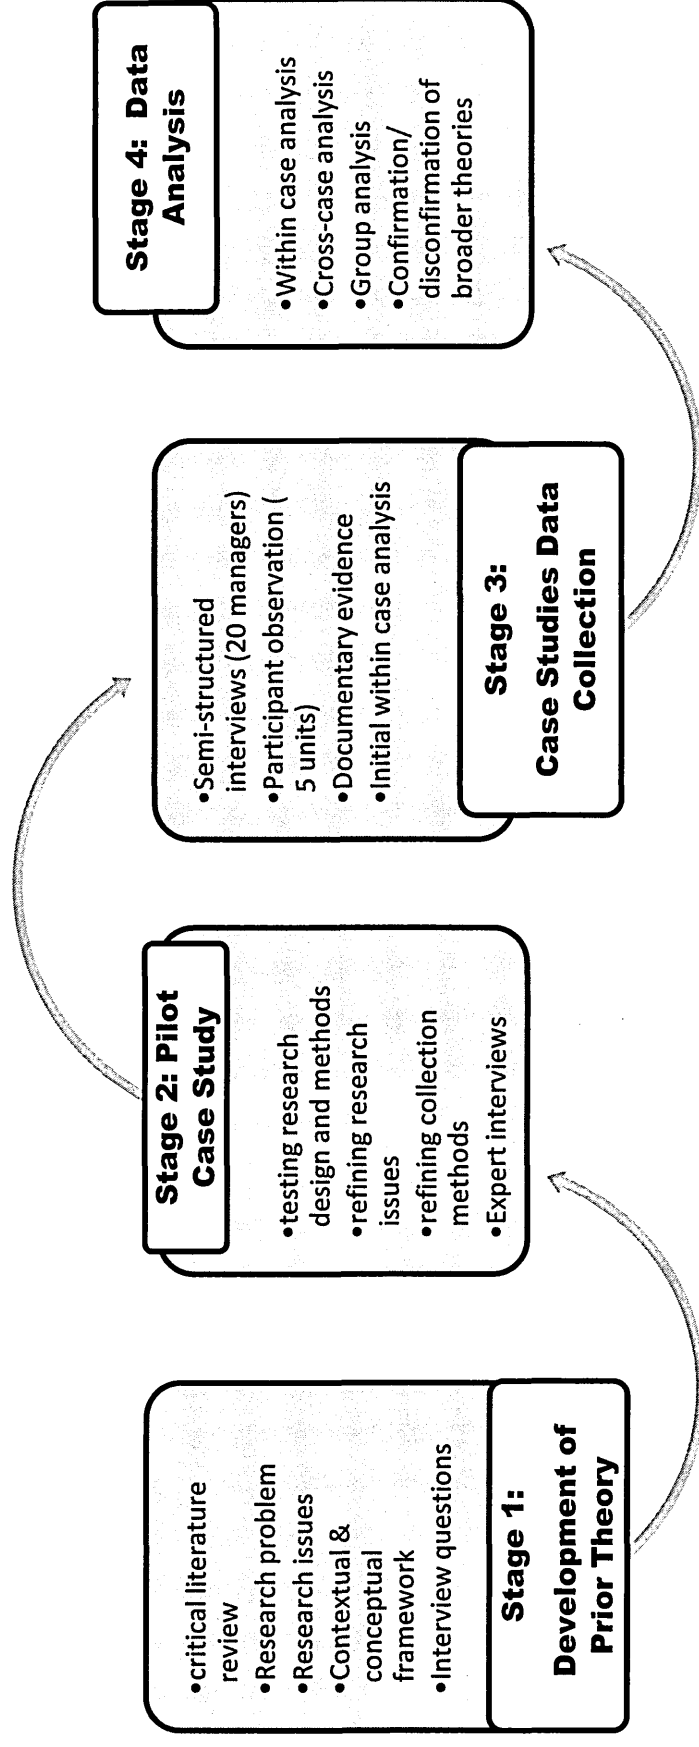 •critical literature
review
•Research problem
•Research issues
•Contextual &
conceptual
framework
•Interview questions
Stage 1:
Development of
Prior Theory
Stage 2: Pilot
Case Study
•testing research
design and methods
•refining research
issues
•refining collection
methods
•Expert interviews
•Semi-structured
interviews (20 managers)
•Participant observation (
5 units)
•Documentary evidence
•Initial within case analysis
Stage 3:
Case Studies Data
Collection
Stage 4: Data
Analysis
•Within case analysis
•Cross-case analysis
•Group analysis
•Confirmation/
disconfirmation of
broader theories